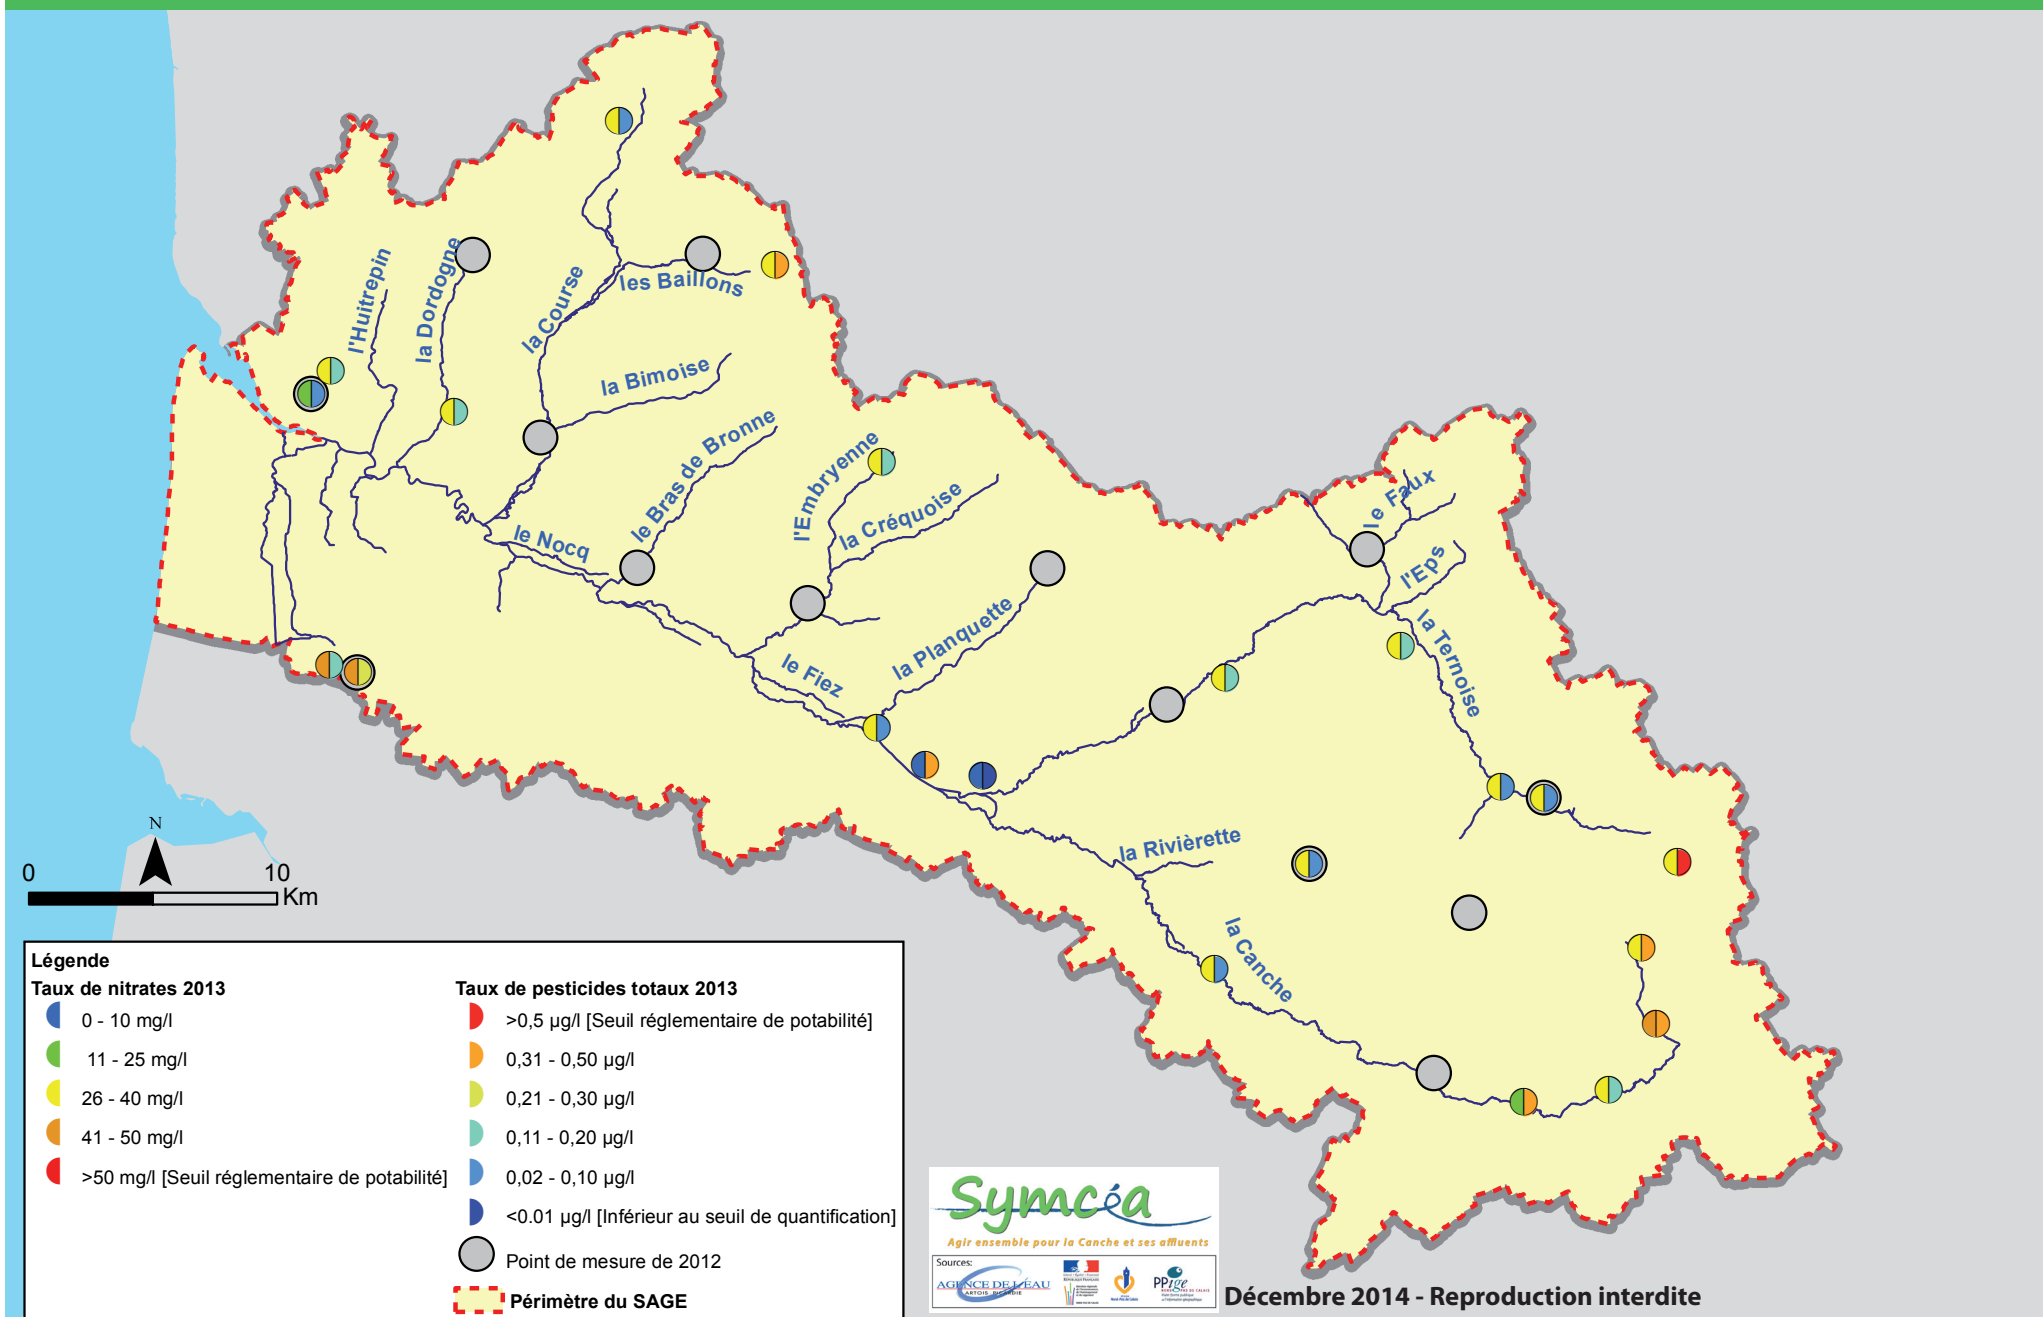 l'Huitrepin
la Dordogne
la Course
les Baillons
la Bimoise
le Bras de Bronne
l'Embryenne
la Créquoise
le Nocq
le Faux
l'Eps
la Ternoise
la Planquette
le Fiez
la Rivièrette
la Canche
N
0 10
Km
Légende
Taux de nitrates 2013
0 - 10 mg/l
11 - 25 mg/l
26 - 40 mg/l
41 - 50 mg/l
>50 mg/l [Seuil réglementaire de potabilité]
Taux de pesticides totaux 2013
>0,5 µg/l [Seuil réglementaire de potabilité]
0,31 - 0,50 µg/l
0,21 - 0,30 µg/l
0,11 - 0,20 µg/l
0,02 - 0,10 µg/l
<0.01 µg/l [Inférieur au seuil de quantification]
Point de mesure de 2012
Périmètre du SAGE
Symcéa
Agir ensemble pour la Canche et ses affluents
Sources:
AGENCE DE L'EAU
ARTOIS PICARDIE
PPige
Décembre 2014 - Reproduction interdite